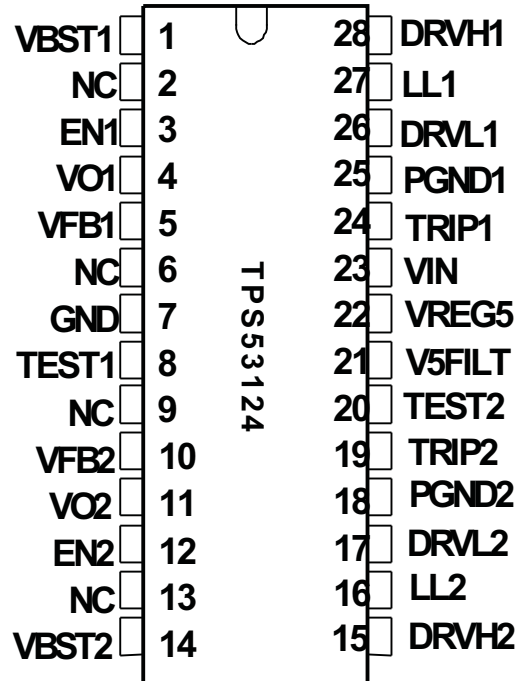 VBST1 1 28 DRVH1
NC 2 27 LL1
EN1 3 26 DRVL1
VO1 4 25 PGND1
VFB1 5 24 TRIP1
NC 6 23 VIN
GND 7 22 VREG5
TEST1 8 21 V5FILT
NC 9 20 TEST2
VFB2 10 19 TRIP2
VO2 11 18 PGND2
EN2 12 17 DRVL2
NC 13 16 LL2
VBST2 14 15 DRVH2
TPS53124